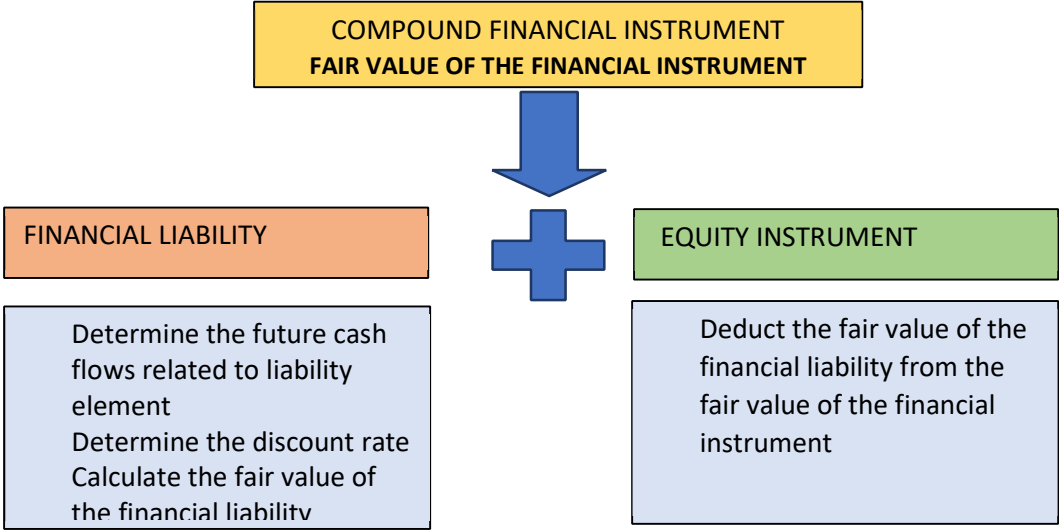 COMPOUND FINANCIAL INSTRUMENT
FAIR VALUE OF THE FINANCIAL INSTRUMENT
FINANCIAL LIABILITY
EQUITY INSTRUMENT
Determine the future cash
flows related to liability
element
Determine the discount rate
Calculate the fair value of
the financial liability
Deduct the fair value of the
financial liability from the
fair value of the financial
instrument